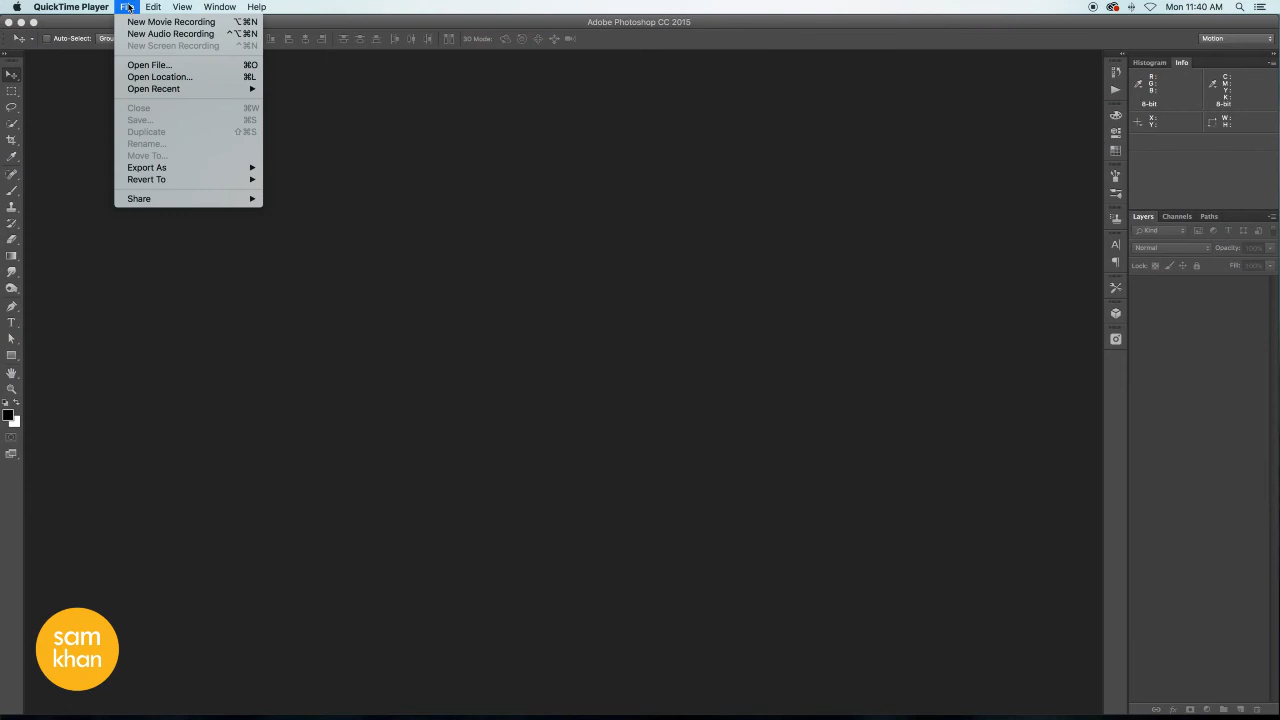 QuickTime Player File Edit View Window Help Mon 11:40 AM
Adobe Photoshop CC 2015
Auto-Select: Grou 3D Mode: Motion
New Movie Recording ⌥⌘N
New Audio Recording ^⌥⌘N
New Screen Recording ^⌘N
Open File... ⌘O
Open Location... ⌘L
Open Recent
Close ⌘W
Save... ⌘S
Duplicate ⇧⌘S
Rename...
Move To...
Export As
Revert To
Share
Histogram Info
R: C:
G: M:
B: Y:
K:
8-bit 8-bit
X: W:
Y: H:
Layers Channels Paths
Kind
Normal Opacity: 100%
Lock: Fill: 100%
sam
khan